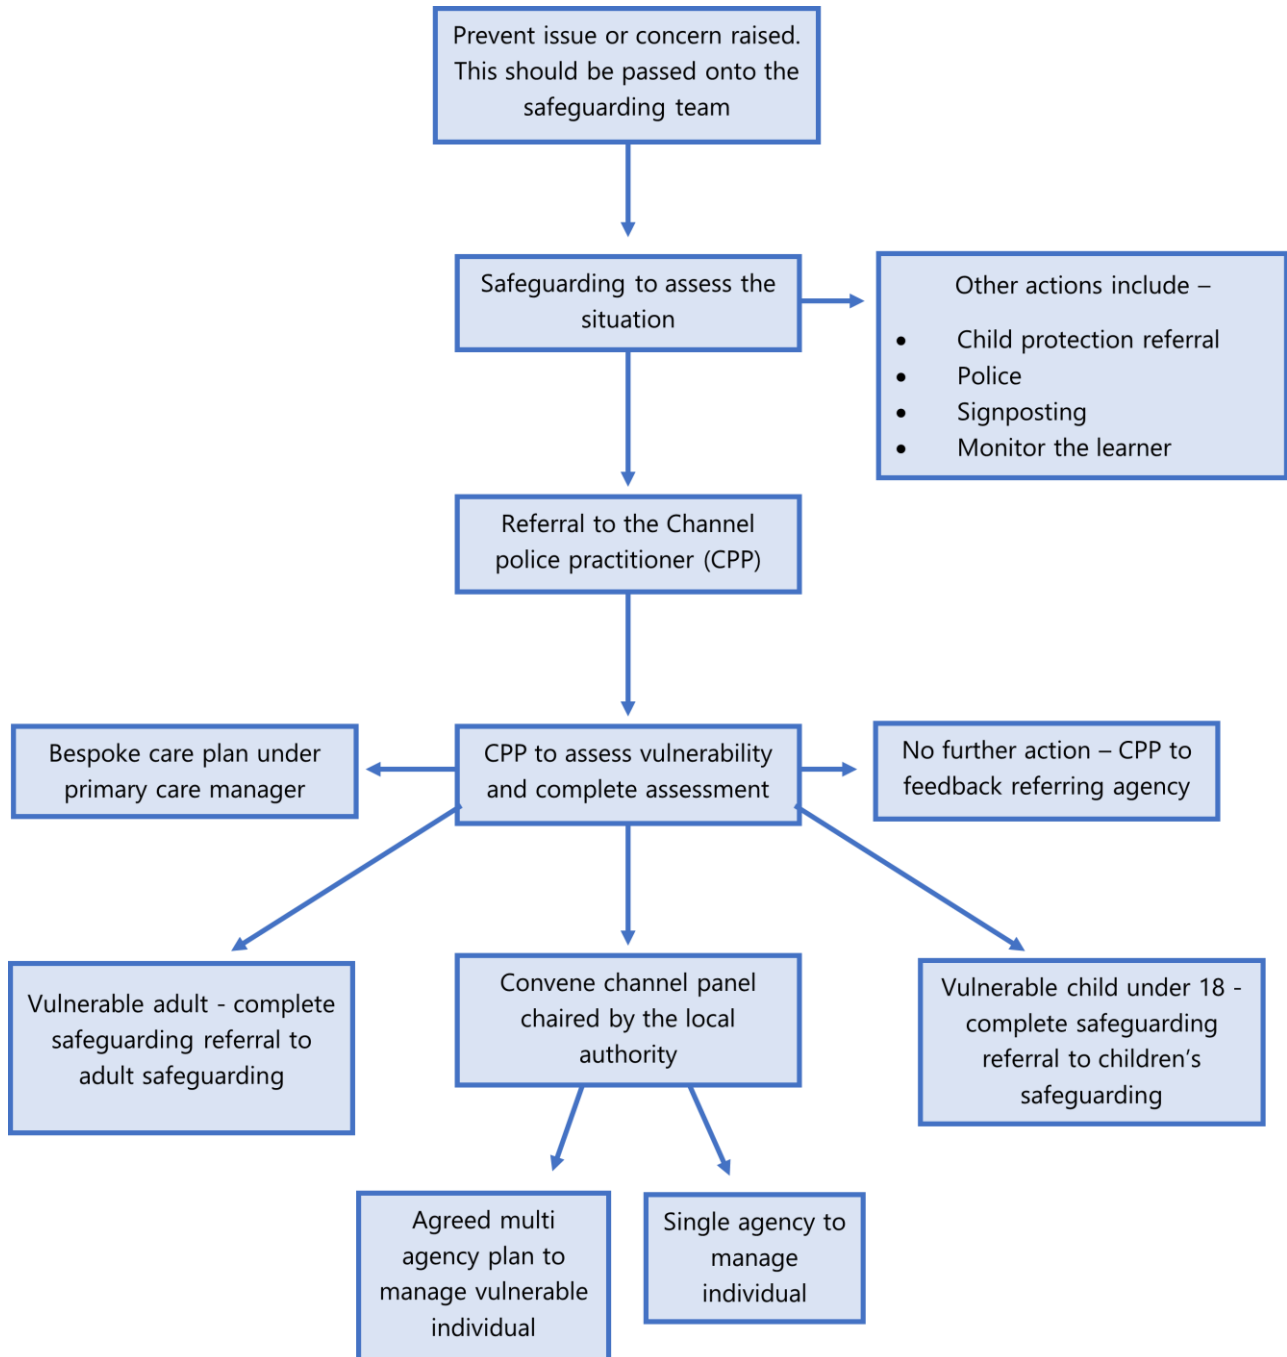 Prevent issue or concern raised.
This should be passed onto the
safeguarding team
Safeguarding to assess the
situation
Other actions include –
• Child protection referral
• Police
• Signposting
• Monitor the learner
Referral to the Channel
police practitioner (CPP)
Bespoke care plan under
primary care manager
CPP to assess vulnerability
and complete assessment
No further action – CPP to
feedback referring agency
Vulnerable adult - complete
safeguarding referral to
adult safeguarding
Convene channel panel
chaired by the local
authority
Vulnerable child under 18 -
complete safeguarding
referral to children’s
safeguarding
Agreed multi
agency plan to
manage vulnerable
individual
Single agency to
manage
individual